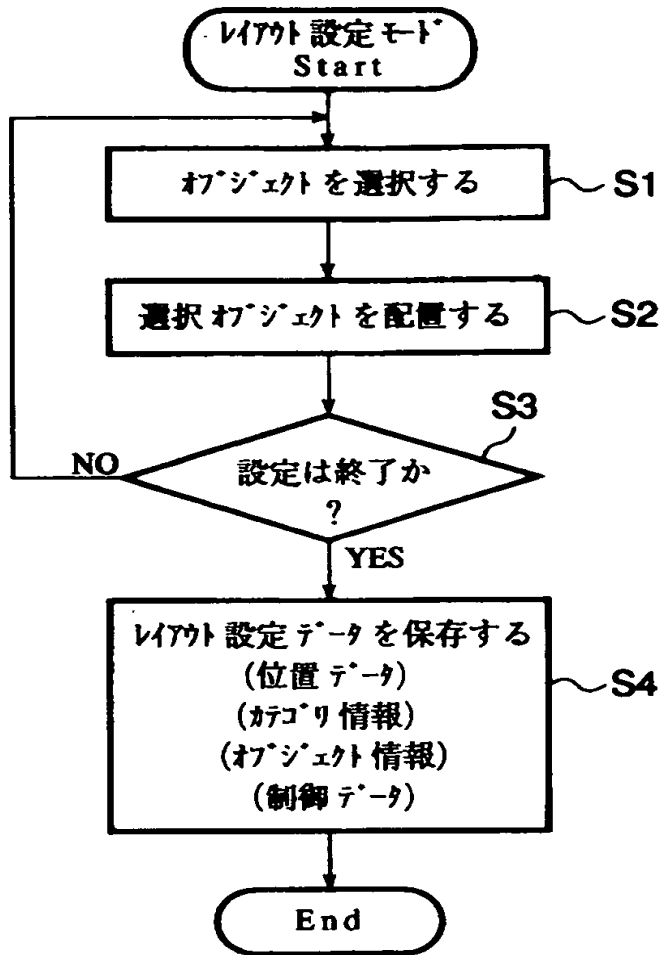 レイアウト設定モード
Start
オブジェクトを選択する
S1
選択オブジェクトを配置する
S2
S3
設定は終了か
?
NO
YES
レイアウト設定データを保存する
(位置データ)
(カテゴリ情報)
(オブジェクト情報)
(制御データ)
S4
End